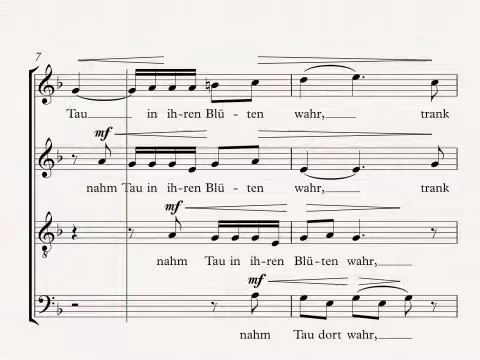 7
Tau in ih-ren Blü - ten wahr, trank
mf
nahm Tau in ih-ren Blü - ten wahr, trank
mf
nahm Tau in ih-ren Blü-ten wahr,
mf
nahm Tau dort wahr,